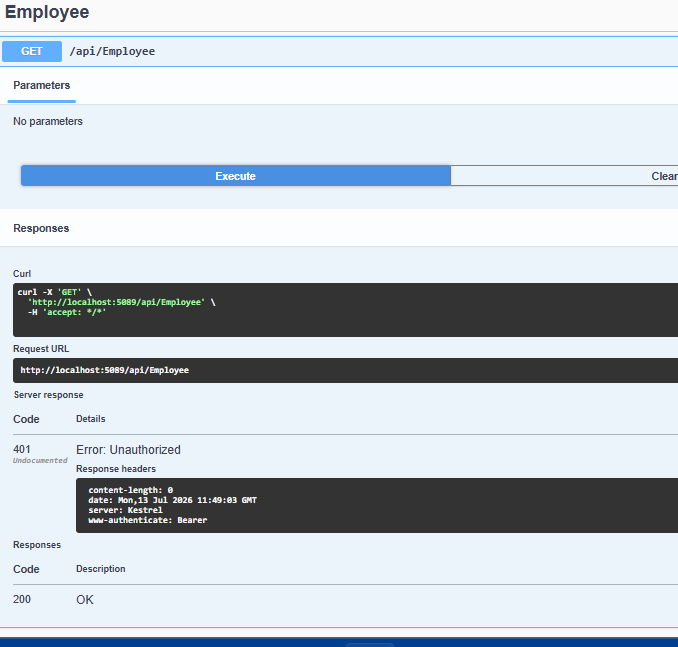 Employee
GET /api/Employee
Parameters
No parameters
Execute
Clear
Responses
Curl
curl -X 'GET' \
'http://localhost:5089/api/Employee' \
-H 'accept: */*'
Request URL
http://localhost:5089/api/Employee
Server response
Code Details
401 Error: Unauthorized
Undocumented
Response headers
content-length: 0
date: Mon,13 Jul 2026 11:49:03 GMT
server: Kestrel
www-authenticate: Bearer
Responses
Code Description
200 OK